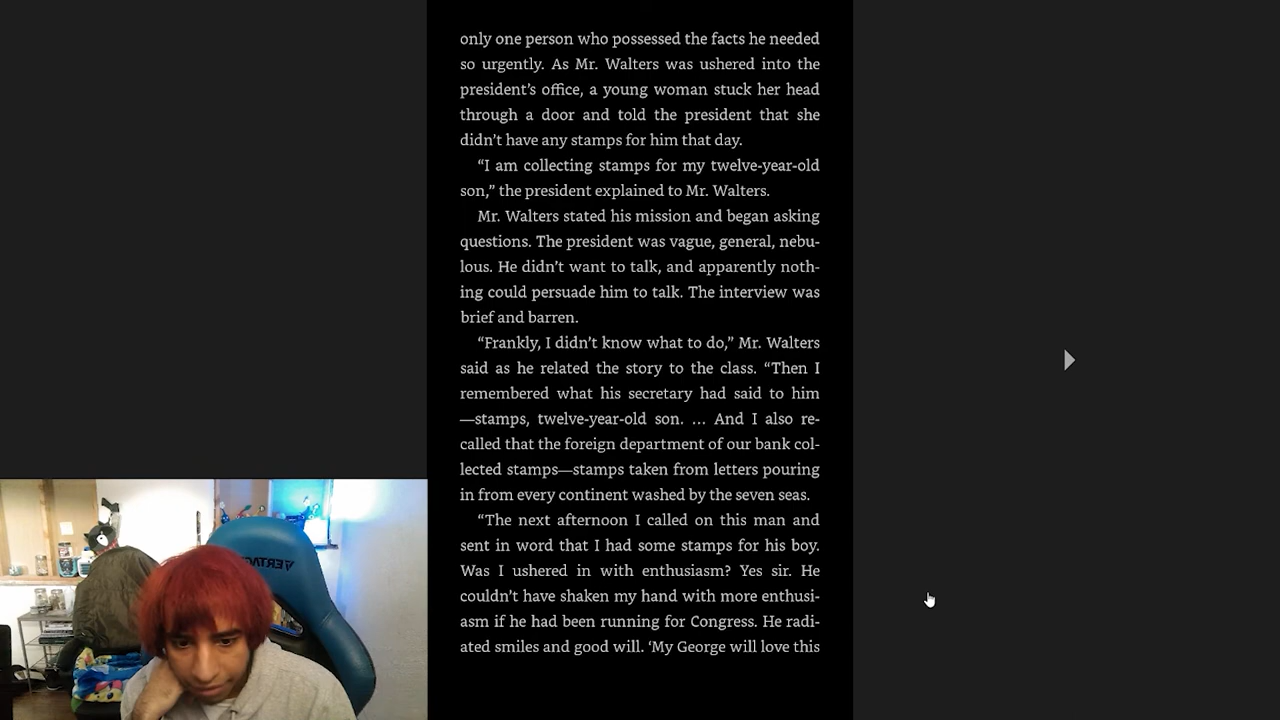 only one person who possessed the facts he needed
so urgently. As Mr. Walters was ushered into the
president's office, a young woman stuck her head
through a door and told the president that she
didn't have any stamps for him that day.
“I am collecting stamps for my twelve-year-old
son,” the president explained to Mr. Walters.
Mr. Walters stated his mission and began asking
questions. The president was vague, general, nebu-
lous. He didn't want to talk, and apparently noth-
ing could persuade him to talk. The interview was
brief and barren.
“Frankly, I didn't know what to do,” Mr. Walters
said as he related the story to the class. “Then I
remembered what his secretary had said to him
—stamps, twelve-year-old son. … And I also re-
called that the foreign department of our bank col-
lected stamps—stamps taken from letters pouring
in from every continent washed by the seven seas.
“The next afternoon I called on this man and
sent in word that I had some stamps for his boy.
Was I ushered in with enthusiasm? Yes sir. He
couldn't have shaken my hand with more enthusi-
asm if he had been running for Congress. He radi-
ated smiles and good will. ‘My George will love this